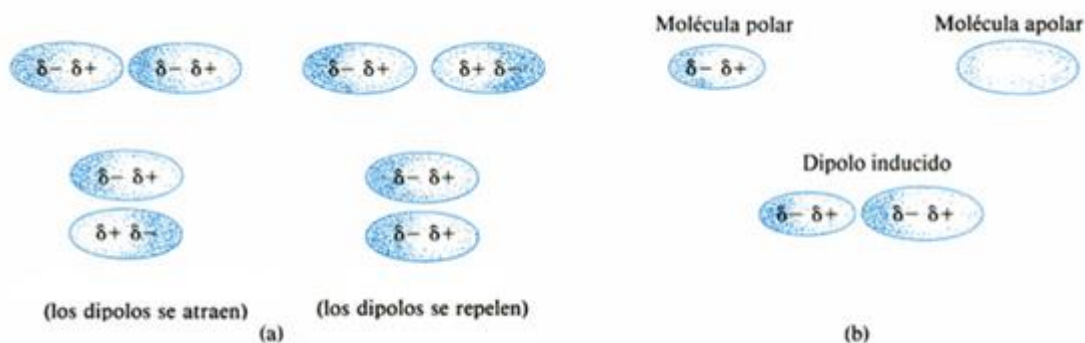 Molécula polar
Molécula apolar
δ− δ+ δ− δ+
δ− δ+ δ+ δ−
δ− δ+
Dipolo inducido
δ− δ+
δ+ δ−
δ− δ+
δ− δ+
δ− δ+ δ− δ+
(los dipolos se atraen)
(los dipolos se repelen)
(a)
(b)